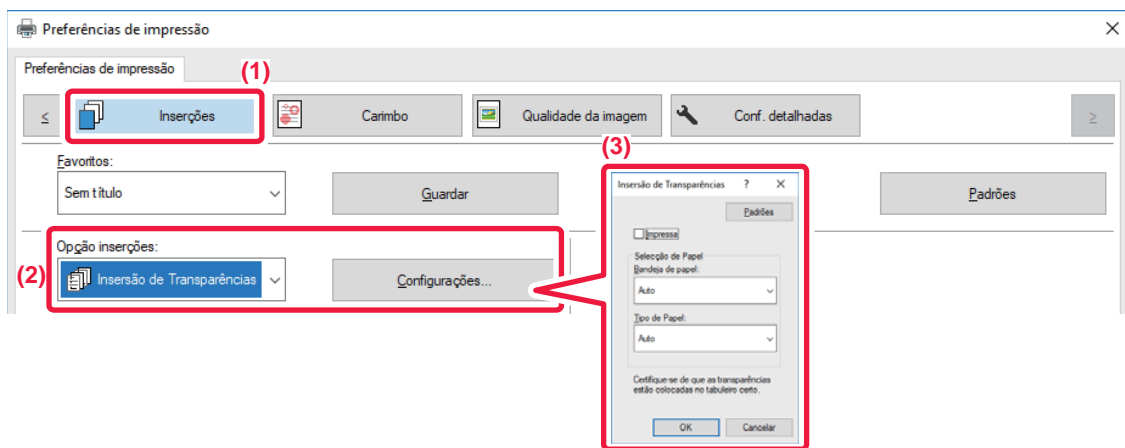 Preferências de impressão
Preferências de impressão
(1)
<
Inserções
Carimbo
Qualidade da imagem
Conf. detalhadas
>
Favoritos:
Sem título
Guardar
Padrões
Opção inserções:
(2)
Insersão de Transparências
Configurações...
(3)
Insersão de Transparências
?
Padrões
Impressa
Selecção de Papel
Bandeja de papel:
Auto
Tipo de Papel:
Auto
Certifique-se de que as transparências
estão colocadas no tabuleiro certo.
OK
Cancelar